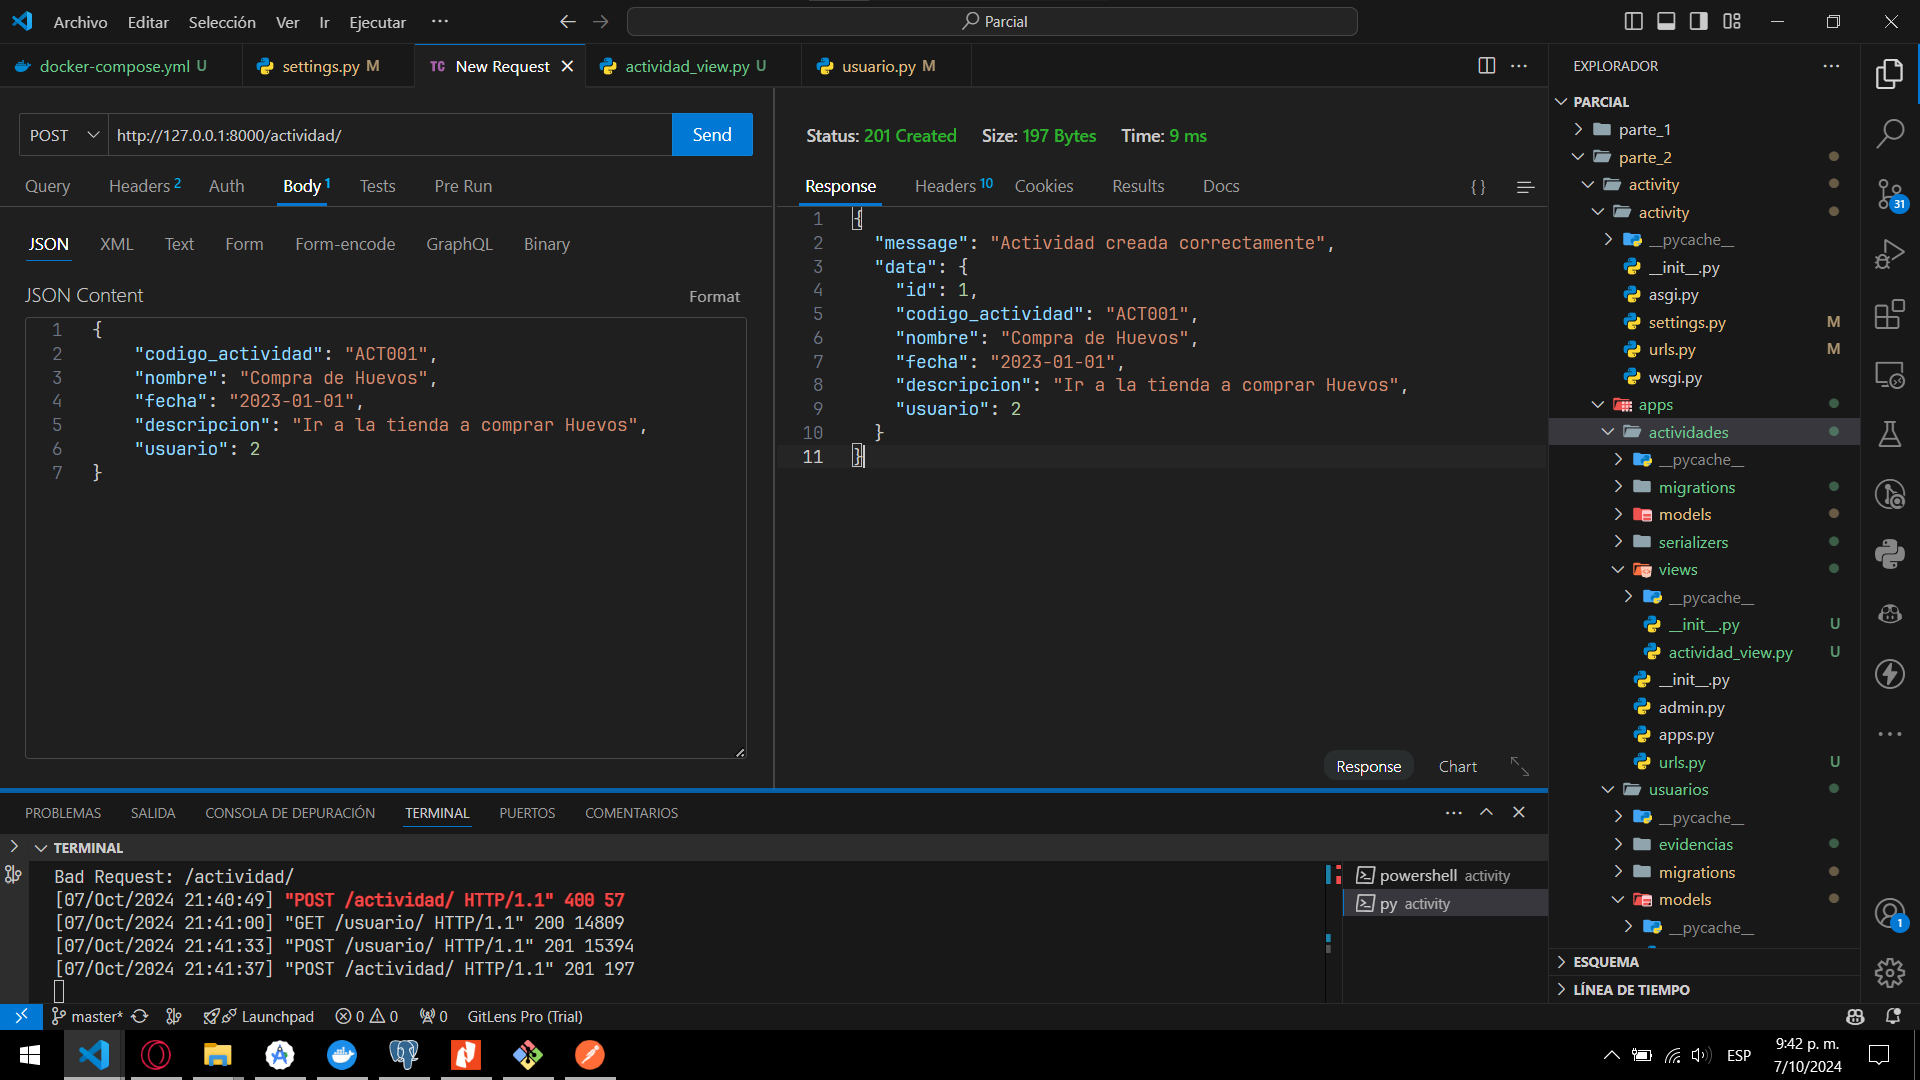 Archivo Editar Selección Ver Ir Ejecutar ··· Parcial
docker-compose.yml U settings.py M TC New Request actividad_view.py U usuario.py M
POST http://127.0.0.1:8000/actividad/ Send
Query Headers 2 Auth Body 1 Tests Pre Run
JSON XML Text Form Form-encode GraphQL Binary
JSON Content Format
1 {
2 "codigo_actividad": "ACT001",
3 "nombre": "Compra de Huevos",
4 "fecha": "2023-01-01",
5 "descripcion": "Ir a la tienda a comprar Huevos",
6 "usuario": 2
7 }
Status: 201 Created Size: 197 Bytes Time: 9 ms
Response Headers 10 Cookies Results Docs { }
1 {
2 "message": "Actividad creada correctamente",
3 "data": {
4 "id": 1,
5 "codigo_actividad": "ACT001",
6 "nombre": "Compra de Huevos",
7 "fecha": "2023-01-01",
8 "descripcion": "Ir a la tienda a comprar Huevos",
9 "usuario": 2
10 }
11 }
Response Chart
PROBLEMAS SALIDA CONSOLA DE DEPURACIÓN TERMINAL PUERTOS COMENTARIOS
TERMINAL
Bad Request: /actividad/
[07/Oct/2024 21:40:49] "POST /actividad/ HTTP/1.1" 400 57
[07/Oct/2024 21:41:00] "GET /usuario/ HTTP/1.1" 200 14809
[07/Oct/2024 21:41:33] "POST /usuario/ HTTP/1.1" 201 15394
[07/Oct/2024 21:41:37] "POST /actividad/ HTTP/1.1" 201 197
powershell activity
py activity
EXPLORADOR
PARCIAL
parte_1
parte_2
activity
activity
__pycache__
__init__.py
asgi.py
settings.py M
urls.py M
wsgi.py
apps
actividades
__pycache__
migrations
models
serializers
views
__pycache__
__init__.py U
actividad_view.py U
__init__.py
admin.py
apps.py
urls.py U
usuarios
__pycache__
evidencias
migrations
models
__pycache__
ESQUEMA
LÍNEA DE TIEMPO
31
1
master* Launchpad 0 0 0 GitLens Pro (Trial)
ESP
9:42 p. m.
7/10/2024